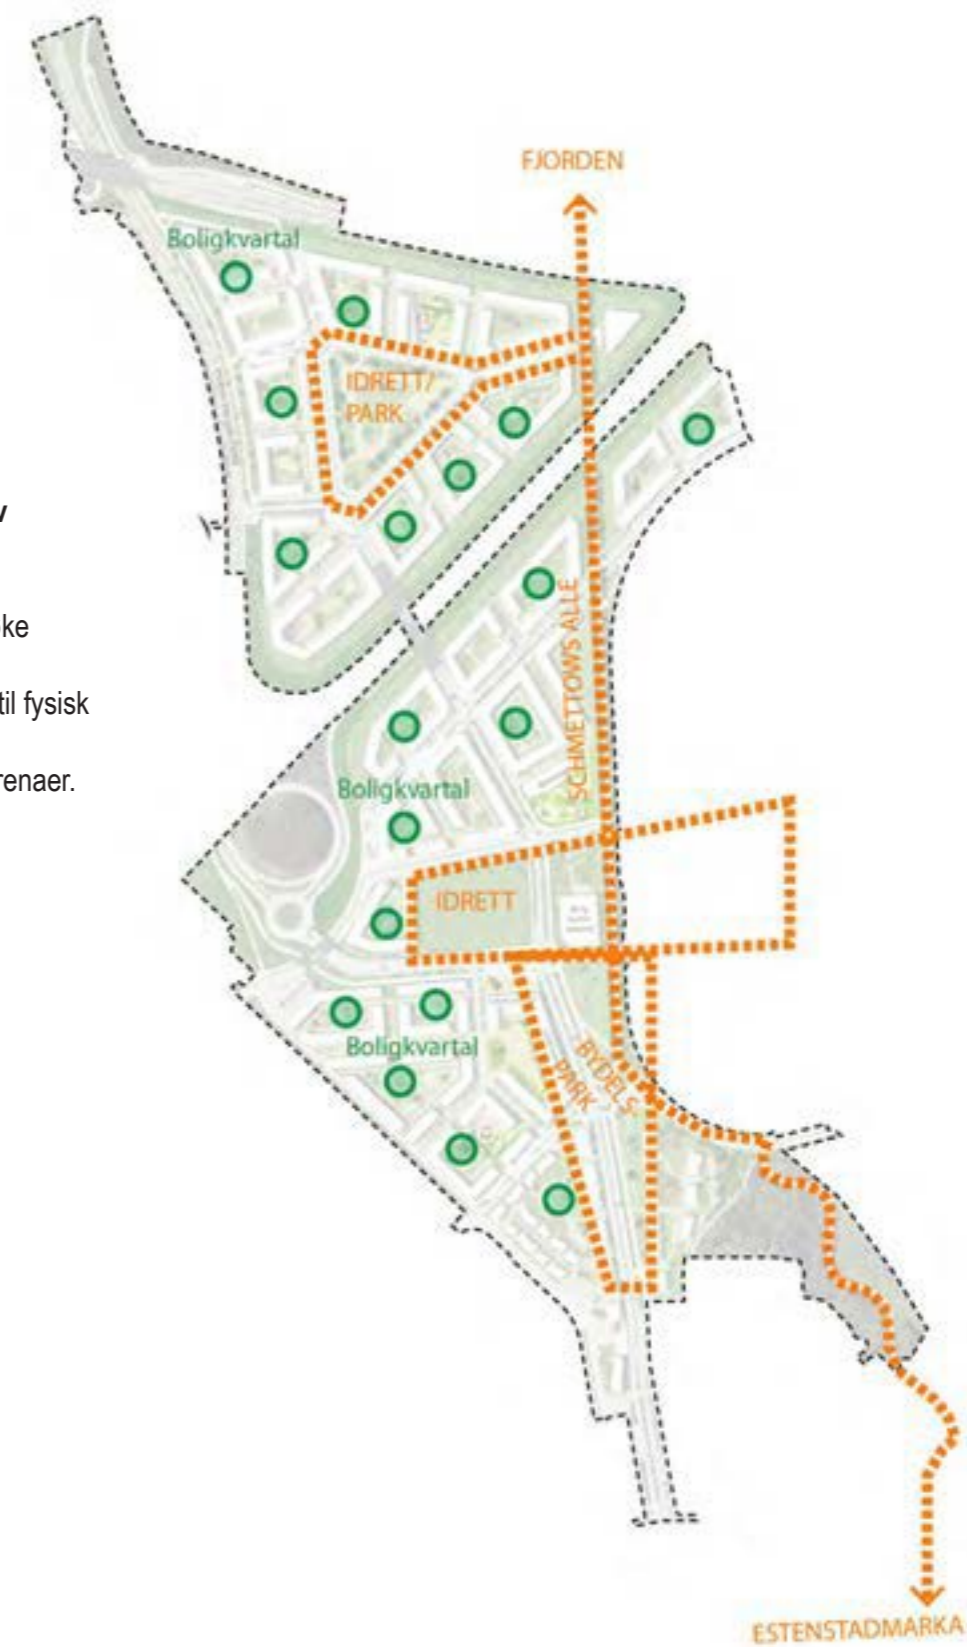 FJORDEN
Boligkvartal
IDRETT/
PARK
v
ke
til fysisk
renaer.
SCHMETTOWS ALLÉ
Boligkvartal
IDRETT
Boligkvartal
BYDELS-
PARK
ESTENSTADMARKA